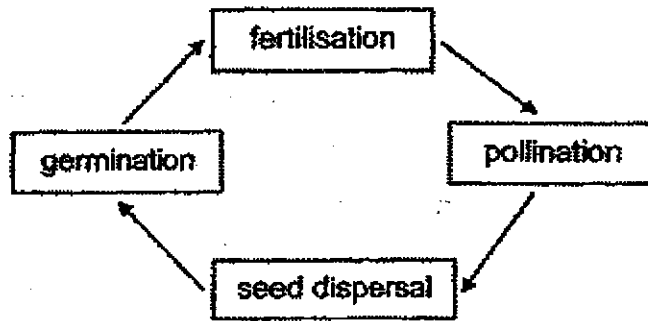 fertilisation
germination
pollination
seed dispersal